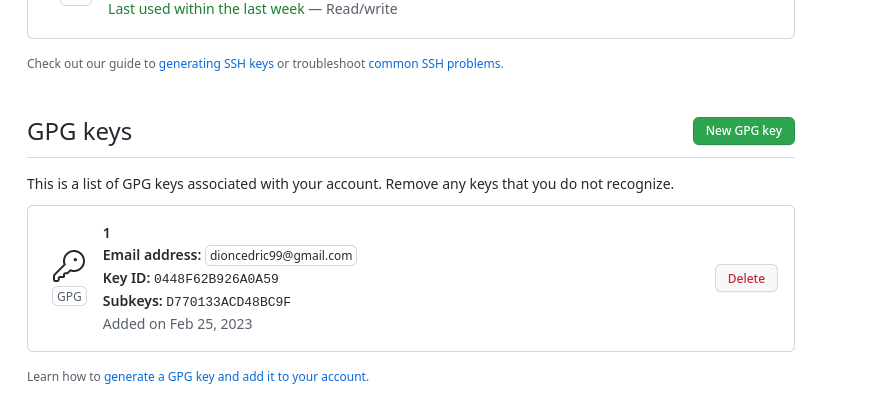 Last used within the last week — Read/write
Check out our guide to generating SSH keys or troubleshoot common SSH problems.
GPG keys
New GPG key
This is a list of GPG keys associated with your account. Remove any keys that you do not recognize.
1
Email address: dioncedric99@gmail.com
Key ID: 0448F62B926A0A59
GPG
Subkeys: D770133ACD48BC9F
Added on Feb 25, 2023
Delete
Learn how to generate a GPG key and add it to your account.